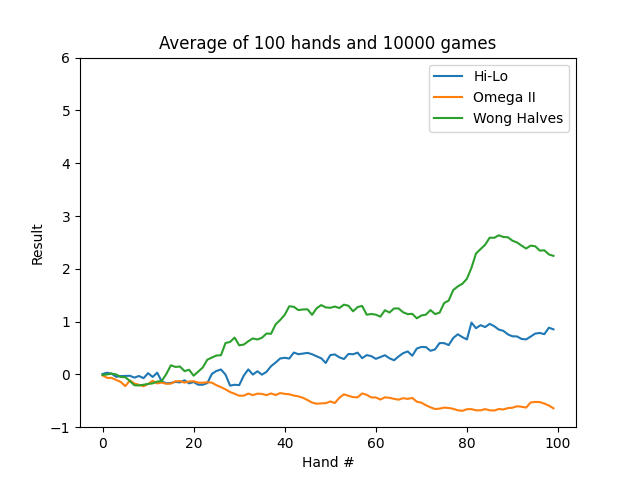 Average of 100 hands and 10000 games
Hi-Lo
Omega II
Wong Halves
6
5
4
3
2
1
0
−1
Result
0 20 40 60 80 100
Hand #